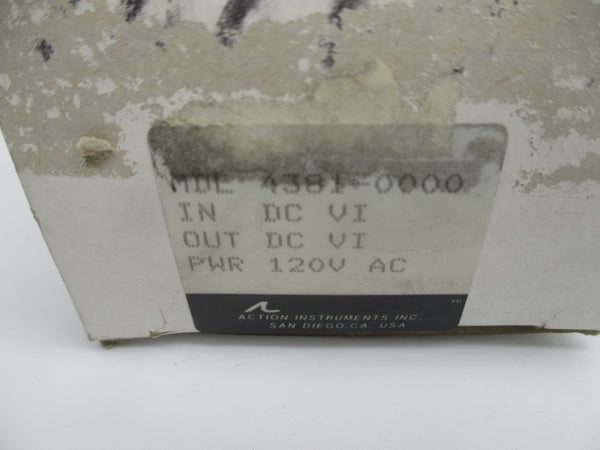 MDL 4381-0000
IN DC VI
OUT DC VI
PWR 120V AC
ACTION INSTRUMENTS INC.
SAN DIEGO, CA. USA